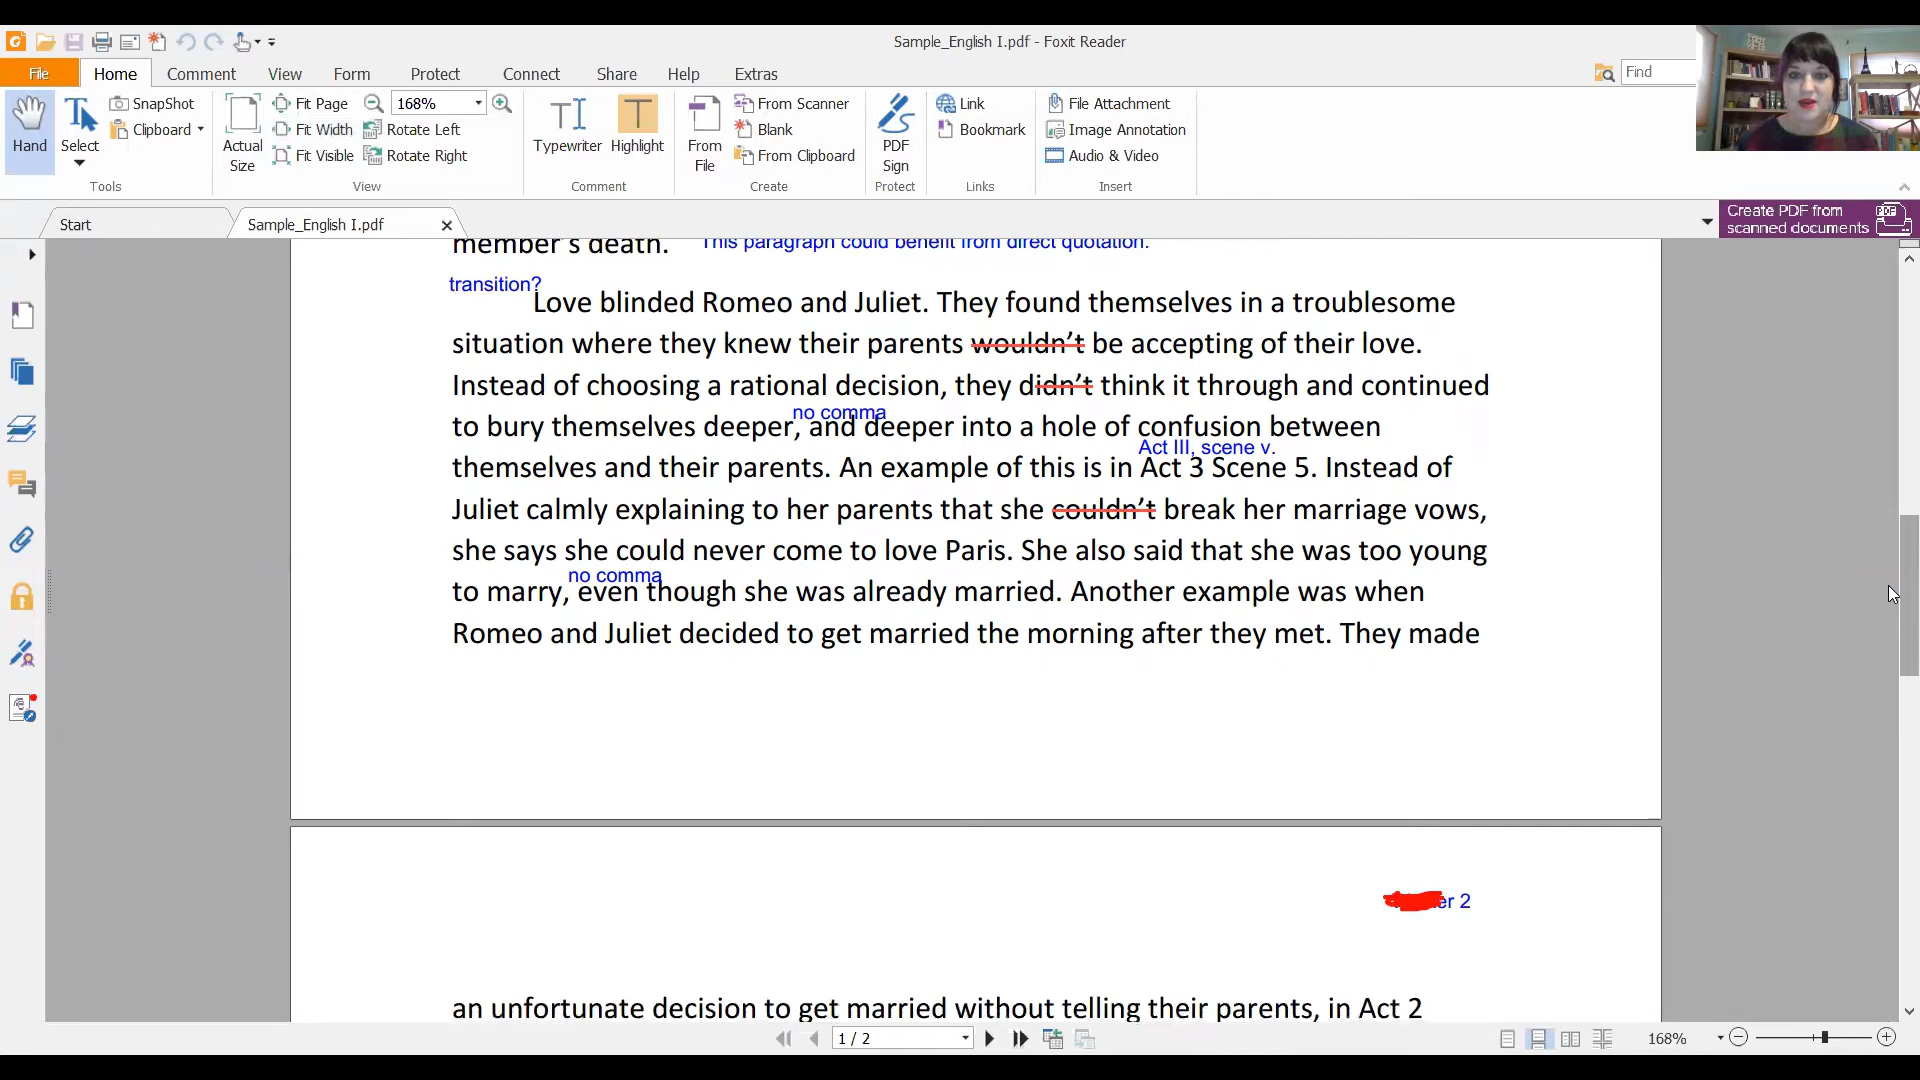 Sample_English I.pdf - Foxit Reader
File Home Comment View Form Protect Connect Share Help Extras
Find
Hand
Select
SnapShot
Clipboard
Tools
Actual Size
Fit Page
Fit Width
Fit Visible
168%
Rotate Left
Rotate Right
View
Typewriter
Highlight
Comment
From File
From Scanner
Blank
From Clipboard
Create
PDF Sign
Protect
Link
Bookmark
Links
File Attachment
Image Annotation
Audio & Video
Insert
Start
Sample_English I.pdf
Create PDF from
scanned documents
member's death. This paragraph could benefit from direct quotation.
transition?
Love blinded Romeo and Juliet. They found themselves in a troublesome
situation where they knew their parents wouldn't be accepting of their love.
Instead of choosing a rational decision, they didn't think it through and continued
no comma
to bury themselves deeper, and deeper into a hole of confusion between
Act III, scene v.
themselves and their parents. An example of this is in Act 3 Scene 5. Instead of
Juliet calmly explaining to her parents that she couldn't break her marriage vows,
she says she could never come to love Paris. She also said that she was too young
no comma
to marry, even though she was already married. Another example was when
Romeo and Juliet decided to get married the morning after they met. They made
er 2
an unfortunate decision to get married without telling their parents, in Act 2
1 / 2
168%